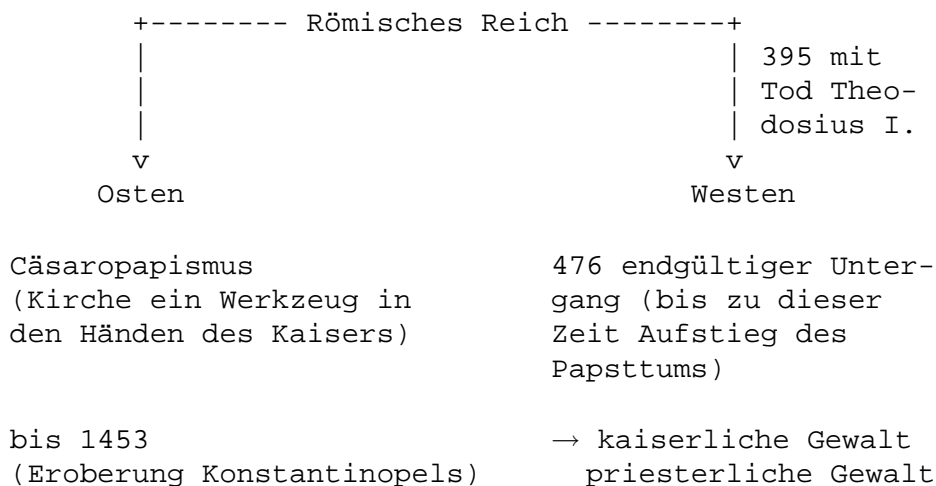 +-------- Römisches Reich --------+
| | 395 mit
| | Tod Theo-
| | dosius I.
v v
Osten Westen
Cäsaropapismus
(Kirche ein Werkzeug in
den Händen des Kaisers)
bis 1453
(Eroberung Konstantinopels)
476 endgültiger Unter-
gang (bis zu dieser
Zeit Aufstieg des
Papsttums)
→ kaiserliche Gewalt
priesterliche Gewalt